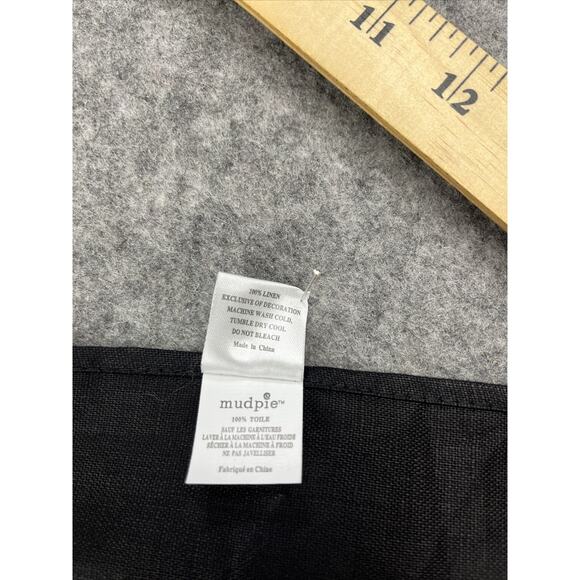 11
12
100% LINEN
EXCLUSIVE OF DECORATION
MACHINE WASH COLD,
TUMBLE DRY COOL
DO NOT BLEACH
Made in China
mudpie™
100% TOILE
SAUF LES GARNITURES
LAVER À LA MACHINE À L'EAU FROIDE
SÉCHER À LA MACHINE À FROID
NE PAS JAVELLISER
Fabriqué en Chine